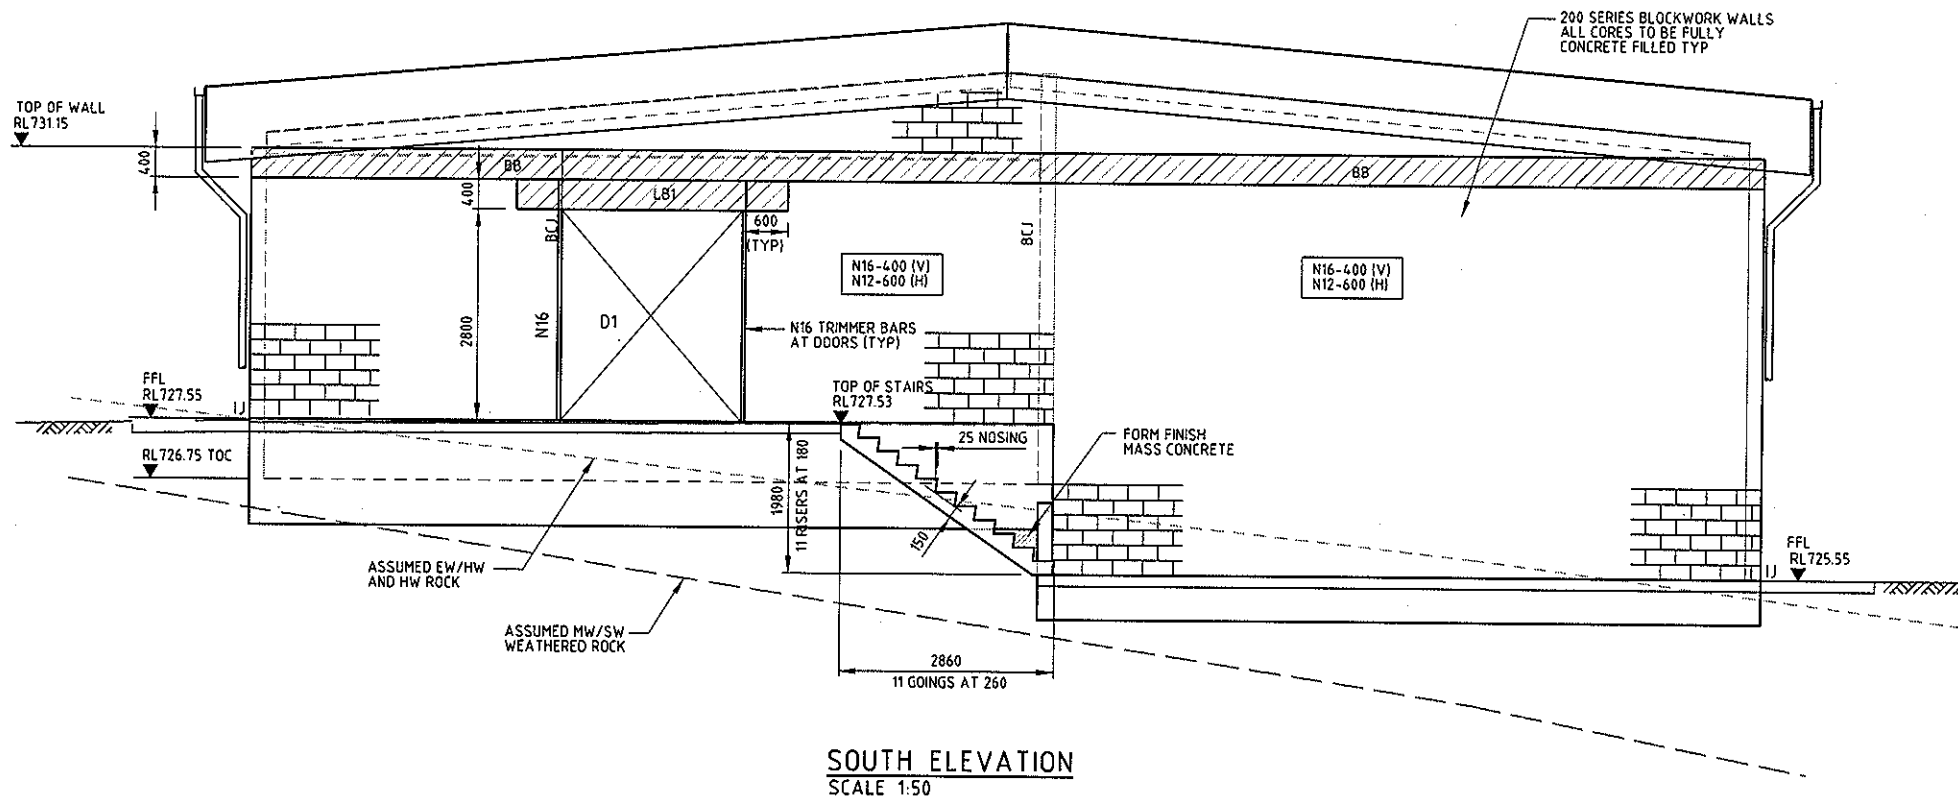 200 SERIES BLOCKWORK WALLS
ALL CORES TO BE FULLY
CONCRETE FILLED TYP
TOP OF WALL
RL731.15
400
BB
BB
400
LB1
BCJ
600
(TYP)
BCJ
N16-400 (V)
N12-600 (H)
N16-400 (V)
N12-600 (H)
2800
N16
D1
N16 TRIMMER BARS
AT DOORS (TYP)
FFL
RL727.55
IJ
TOP OF STAIRS
RL727.53
RL726.75 TOC
25 NOSING
FORM FINISH
MASS CONCRETE
1980
11 RISERS AT 180
150
ASSUMED EW/HW
AND HW ROCK
FFL
RL725.55
IJ
ASSUMED MW/SW
WEATHERED ROCK
2860
11 GOINGS AT 260
SOUTH ELEVATION
SCALE 1:50